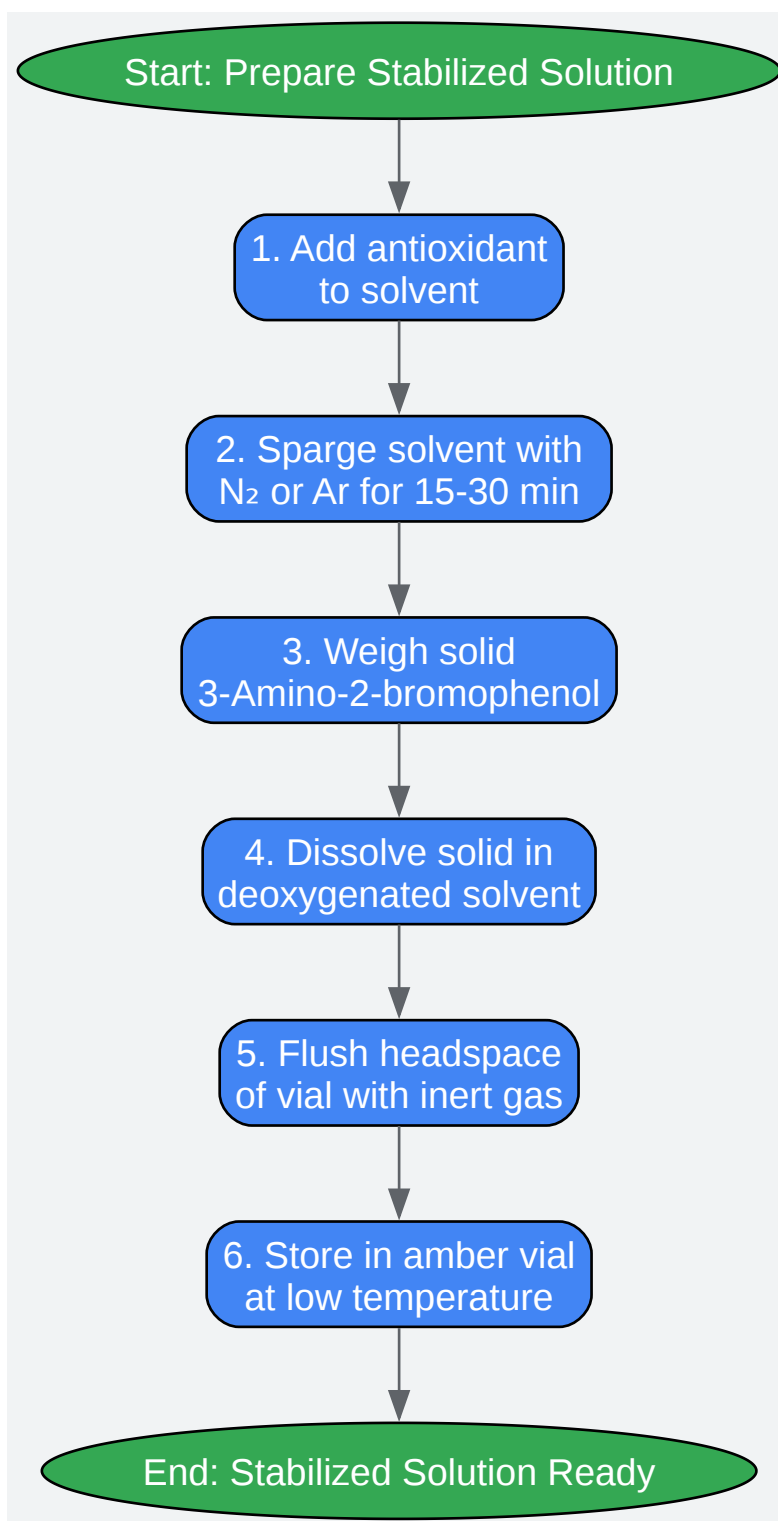 Start: Prepare Stabilized Solution
1. Add antioxidant
to solvent
2. Sparge solvent with
N₂ or Ar for 15-30 min
3. Weigh solid
3-Amino-2-bromophenol
4. Dissolve solid in
deoxygenated solvent
5. Flush headspace
of vial with inert gas
6. Store in amber vial
at low temperature
End: Stabilized Solution Ready